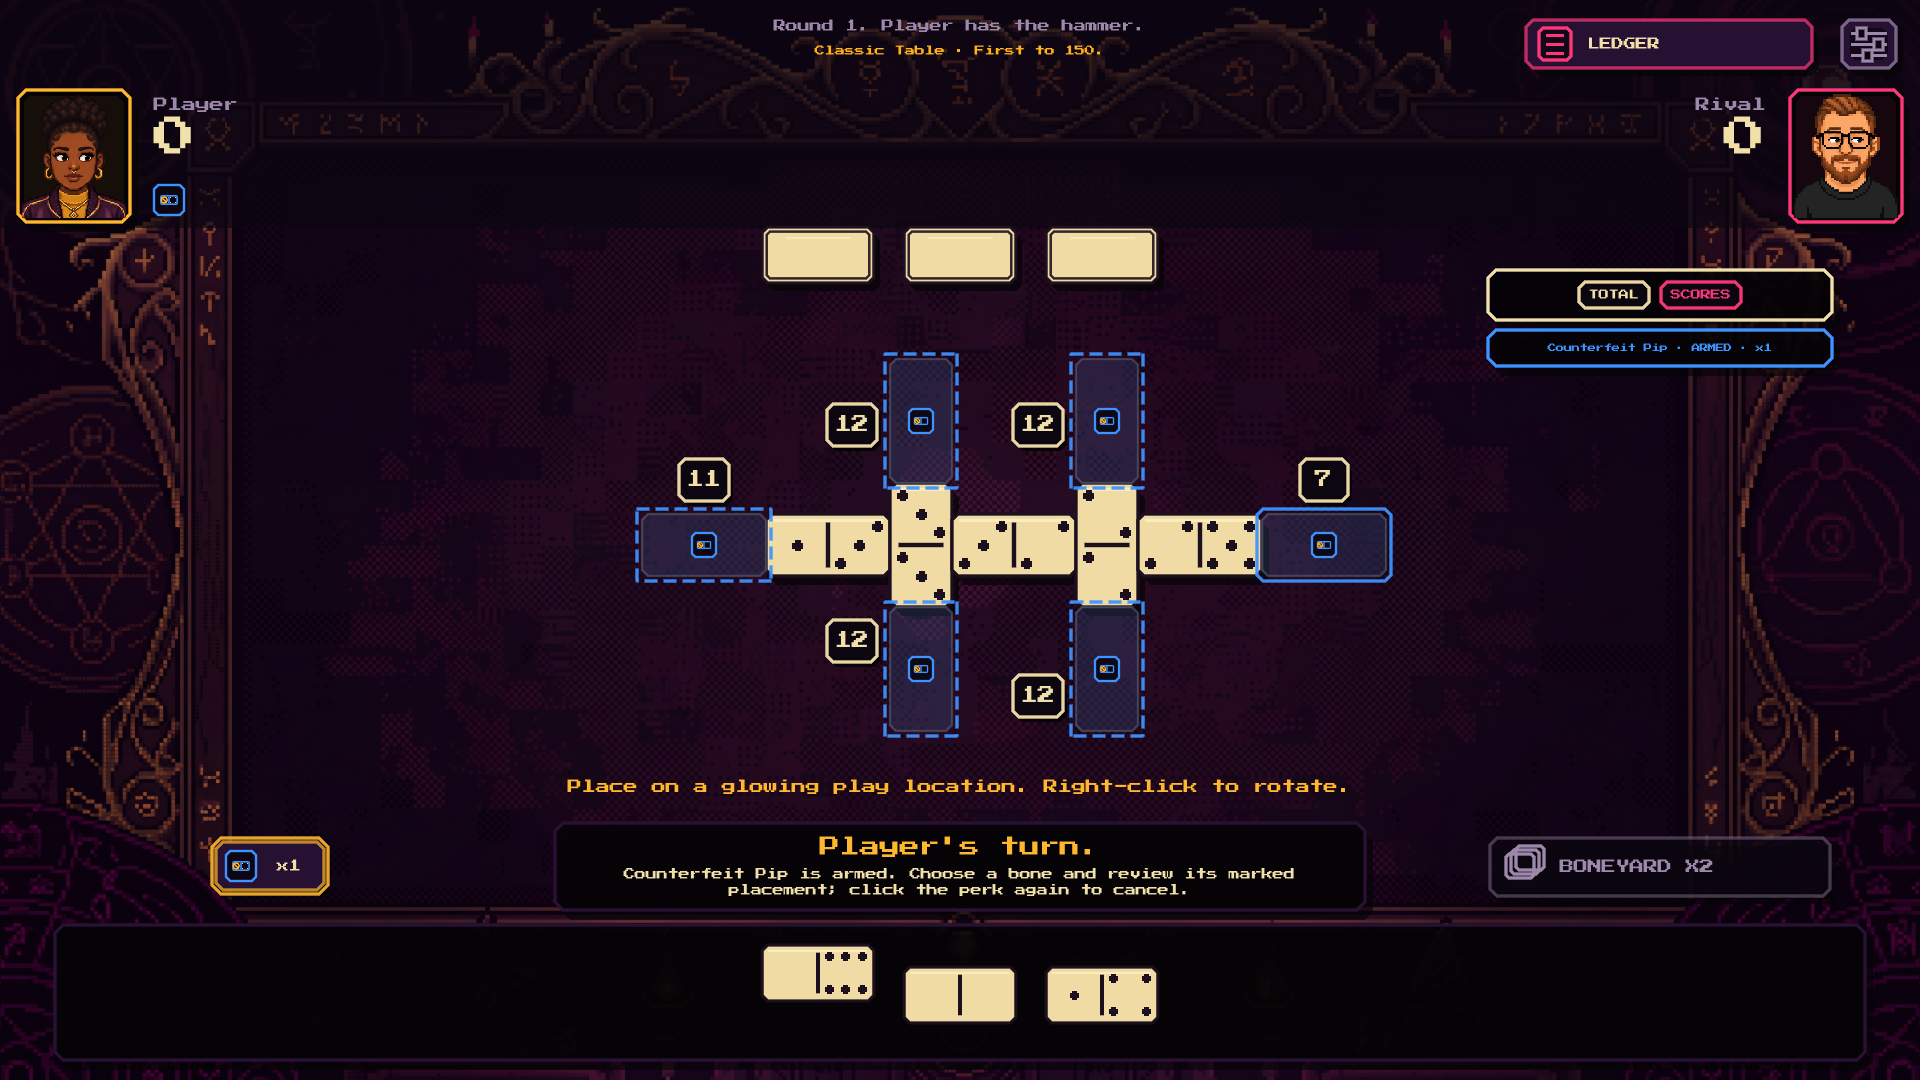 Round 1. Player has the hammer.
Classic Table · First to 150.
LEDGER
Player
0
Rival
0
TOTAL SCORES
Counterfeit Pip · ARMED · x1
12
12
11
7
12
12
Place on a glowing play location. Right-click to rotate.
Player's turn.
Counterfeit Pip is armed. Choose a bone and review its marked
placement; click the perk again to cancel.
x1
BONEYARD X2